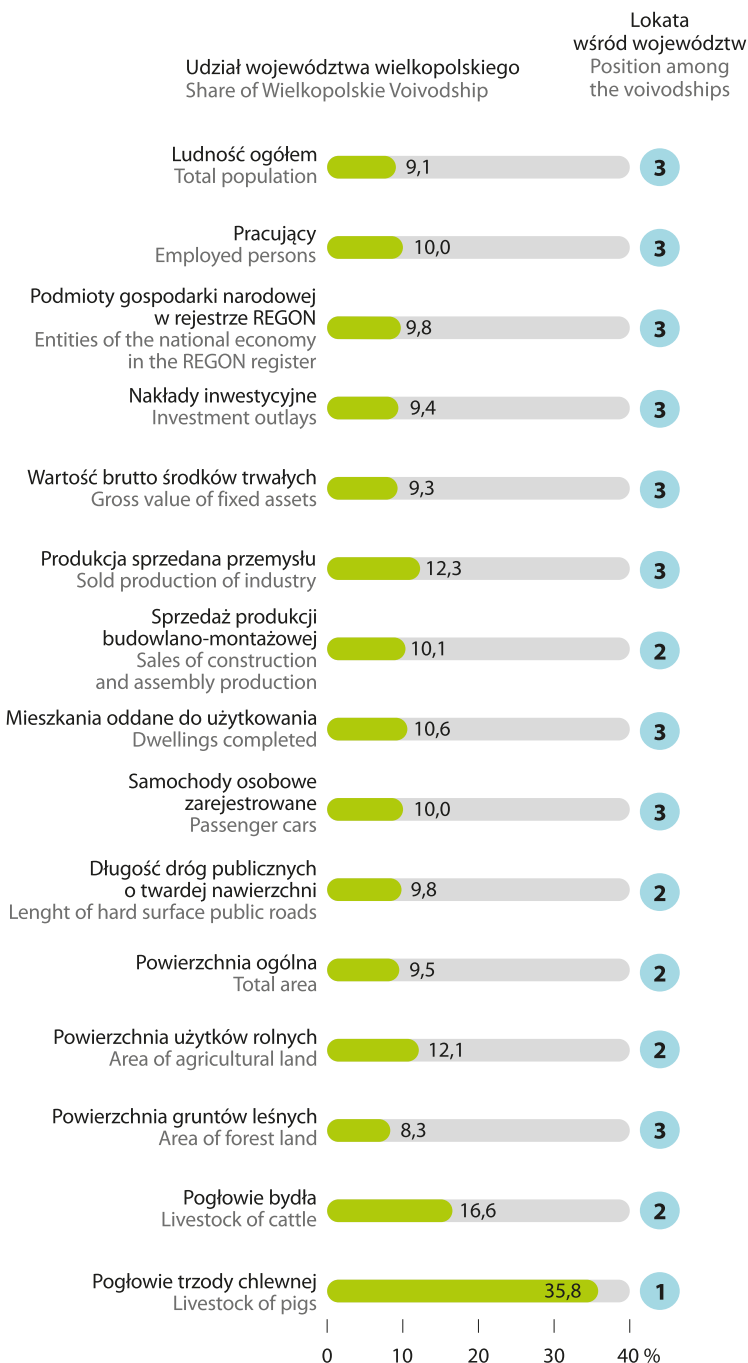 Udział województwa wielkopolskiego
Share of Wielkopolskie Voivodship
Lokata
wśród województw
Position among
the voivodships
Ludność ogółem
Total population
9,1
3
Pracujący
Employed persons
10,0
3
Podmioty gospodarki narodowej
w rejestrze REGON
Entities of the national economy
in the REGON register
9,8
3
Nakłady inwestycyjne
Investment outlays
9,4
3
Wartość brutto środków trwałych
Gross value of fixed assets
9,3
3
Produkcja sprzedana przemysłu
Sold production of industry
12,3
3
Sprzedaż produkcji
budowlano-montażowej
Sales of construction
and assembly production
10,1
2
Mieszkania oddane do użytkowania
Dwellings completed
10,6
3
Samochody osobowe
zarejestrowane
Passenger cars
10,0
3
Długość dróg publicznych
o twardej nawierzchni
Lenght of hard surface public roads
9,8
2
Powierzchnia ogólna
Total area
9,5
2
Powierzchnia użytków rolnych
Area of agricultural land
12,1
2
Powierzchnia gruntów leśnych
Area of forest land
8,3
3
Pogłowie bydła
Livestock of cattle
16,6
2
Pogłowie trzody chlewnej
Livestock of pigs
35,8
1
0 10 20 30 40 %